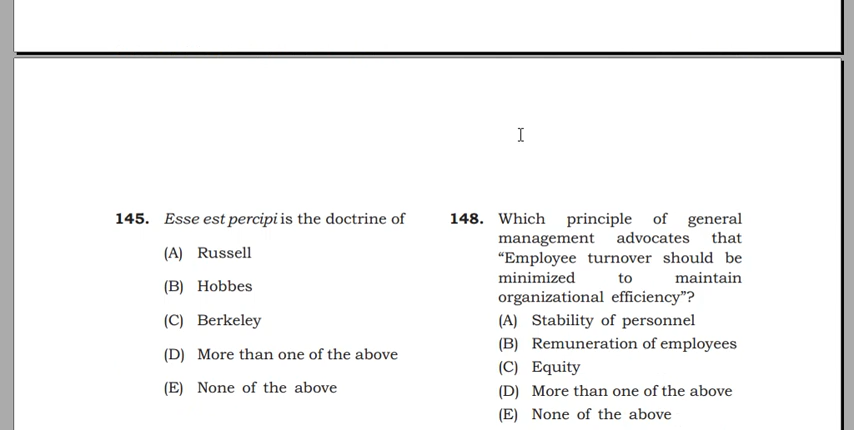 145. Esse est percipi is the doctrine of
(A) Russell
(B) Hobbes
(C) Berkeley
(D) More than one of the above
(E) None of the above
148. Which principle of general
management advocates that
“Employee turnover should be
minimized to maintain
organizational efficiency”?
(A) Stability of personnel
(B) Remuneration of employees
(C) Equity
(D) More than one of the above
(E) None of the above